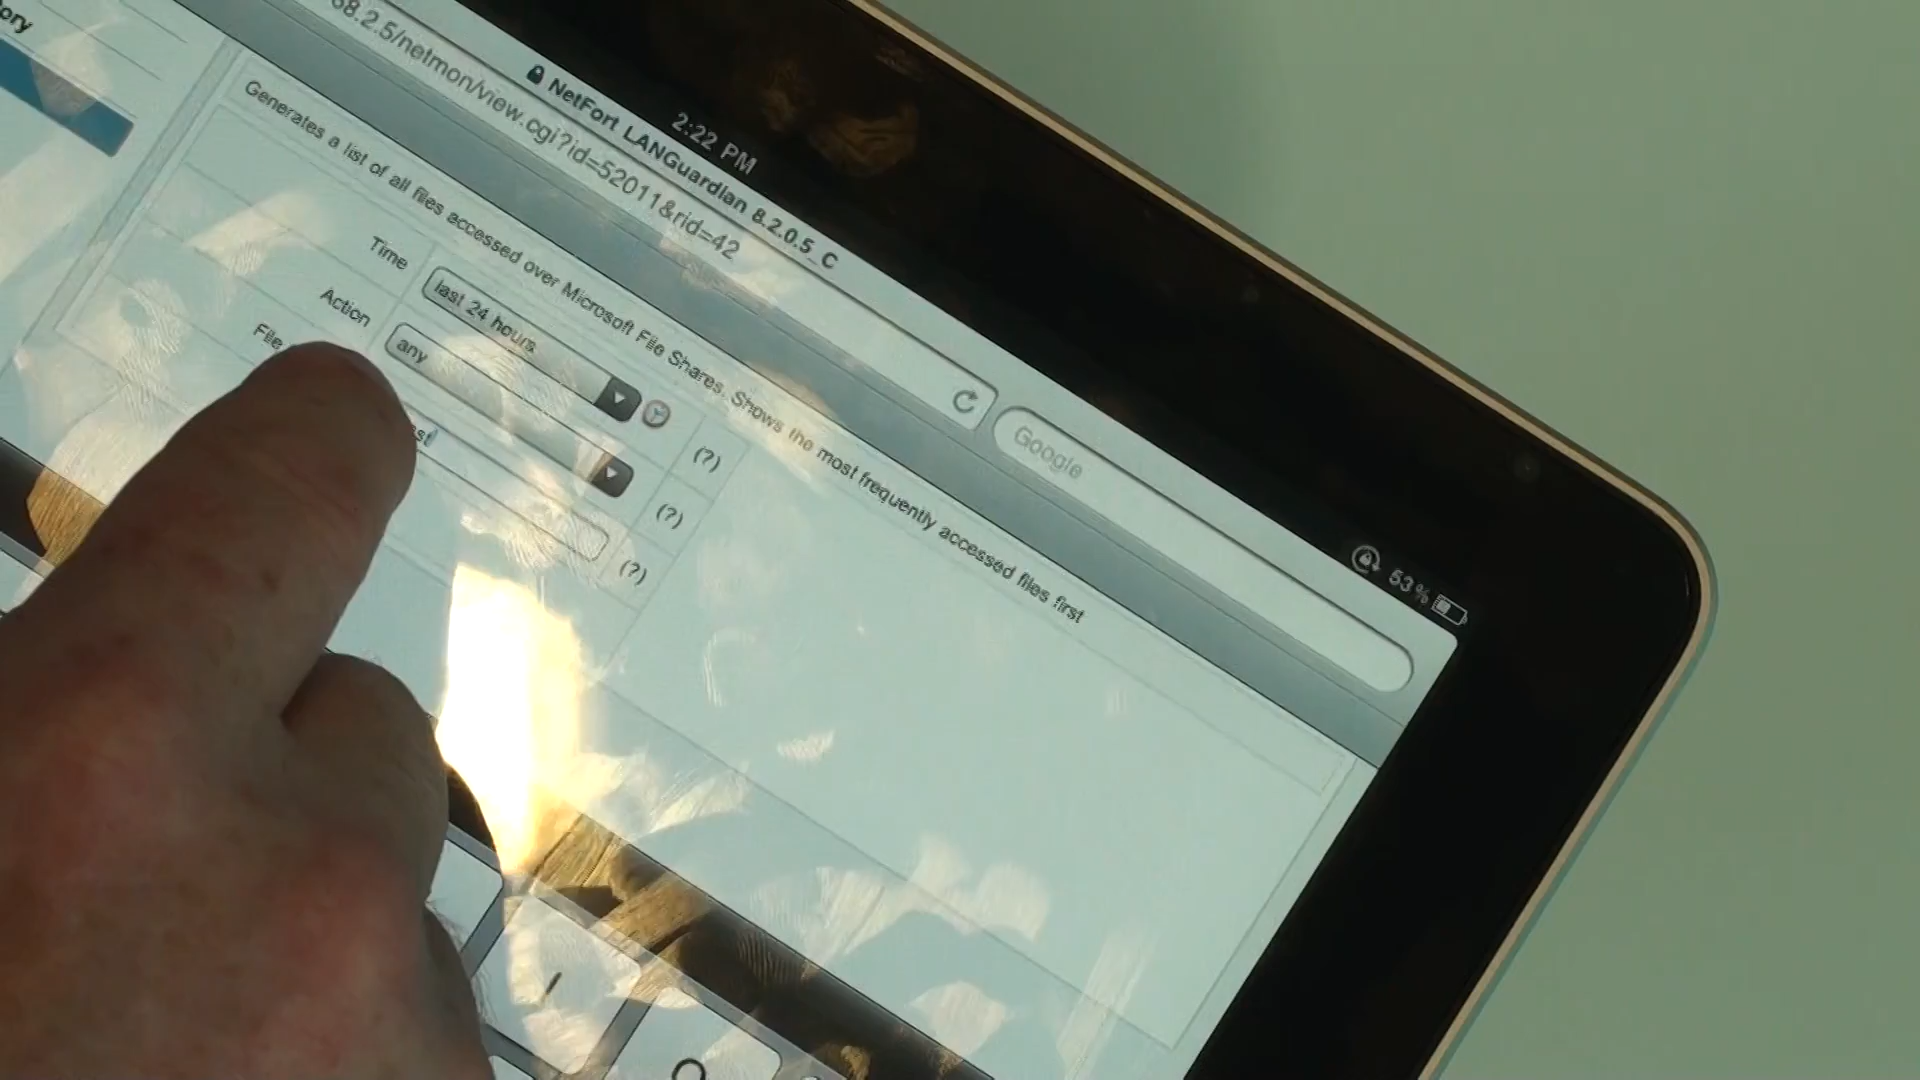 2:22 PM
53%
NetFort LANGuardian 8.2.0.5_C
68.2.5/netmon/view.cgi?id=52011&rid=42
Google
Generates a list of all files accessed over Microsoft File Shares. Shows the most frequently accessed files first
Time
last 24 hours
(?)
Action
any
(?)
File
(?)
O